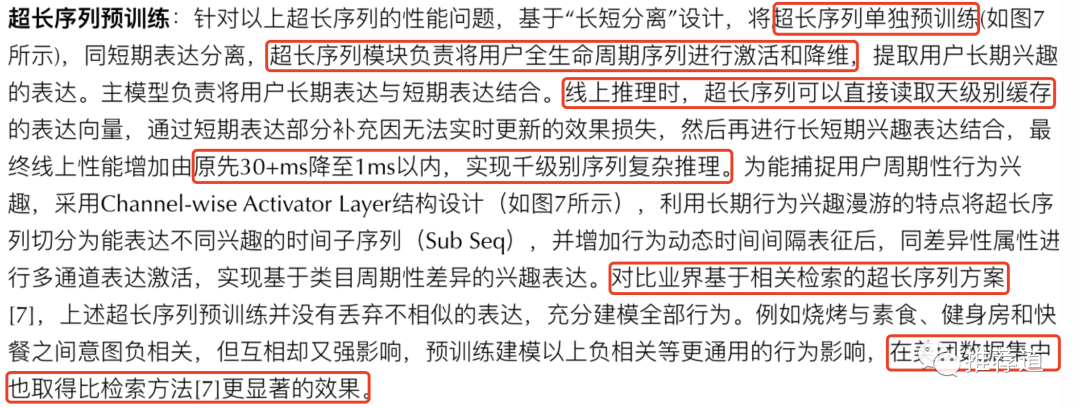 超长序列预训练：针对以上超长序列的性能问题，基于“长短分离”设计，将超长序列单独预训练(如图7
所示)，同短期表达分离，超长序列模块负责将用户全生命周期序列进行激活和降维，提取用户长期兴趣
的表达。主模型负责将用户长期表达与短期表达结合。线上推理时，超长序列可以直接读取天级别缓存
的表达向量，通过短期表达部分补充因无法实时更新的效果损失，然后再进行长短期兴趣表达结合，最
终线上性能增加由原先30+ms降至1ms以内，实现千级别序列复杂推理。为能捕捉用户周期性行为兴
趣，采用Channel-wise Activator Layer结构设计（如图7所示），利用长期行为兴趣漫游的特点将超长序
列切分为能表达不同兴趣的时间子序列（Sub Seq），并增加行为动态时间间隔表征后，同差异性属性进
行多通道表达激活，实现基于类目周期性差异的兴趣表达。对比业界基于相关检索的超长序列方案
[7]，上述超长序列预训练并没有丢弃不相似的表达，充分建模全部行为。例如烧烤与素食、健身房和快
餐之间意图负相关，但互相却又强影响，预训练建模以上负相关等更通用的行为影响，在美团数据集中
也取得比检索方法[7]更显著的效果。
推荐道